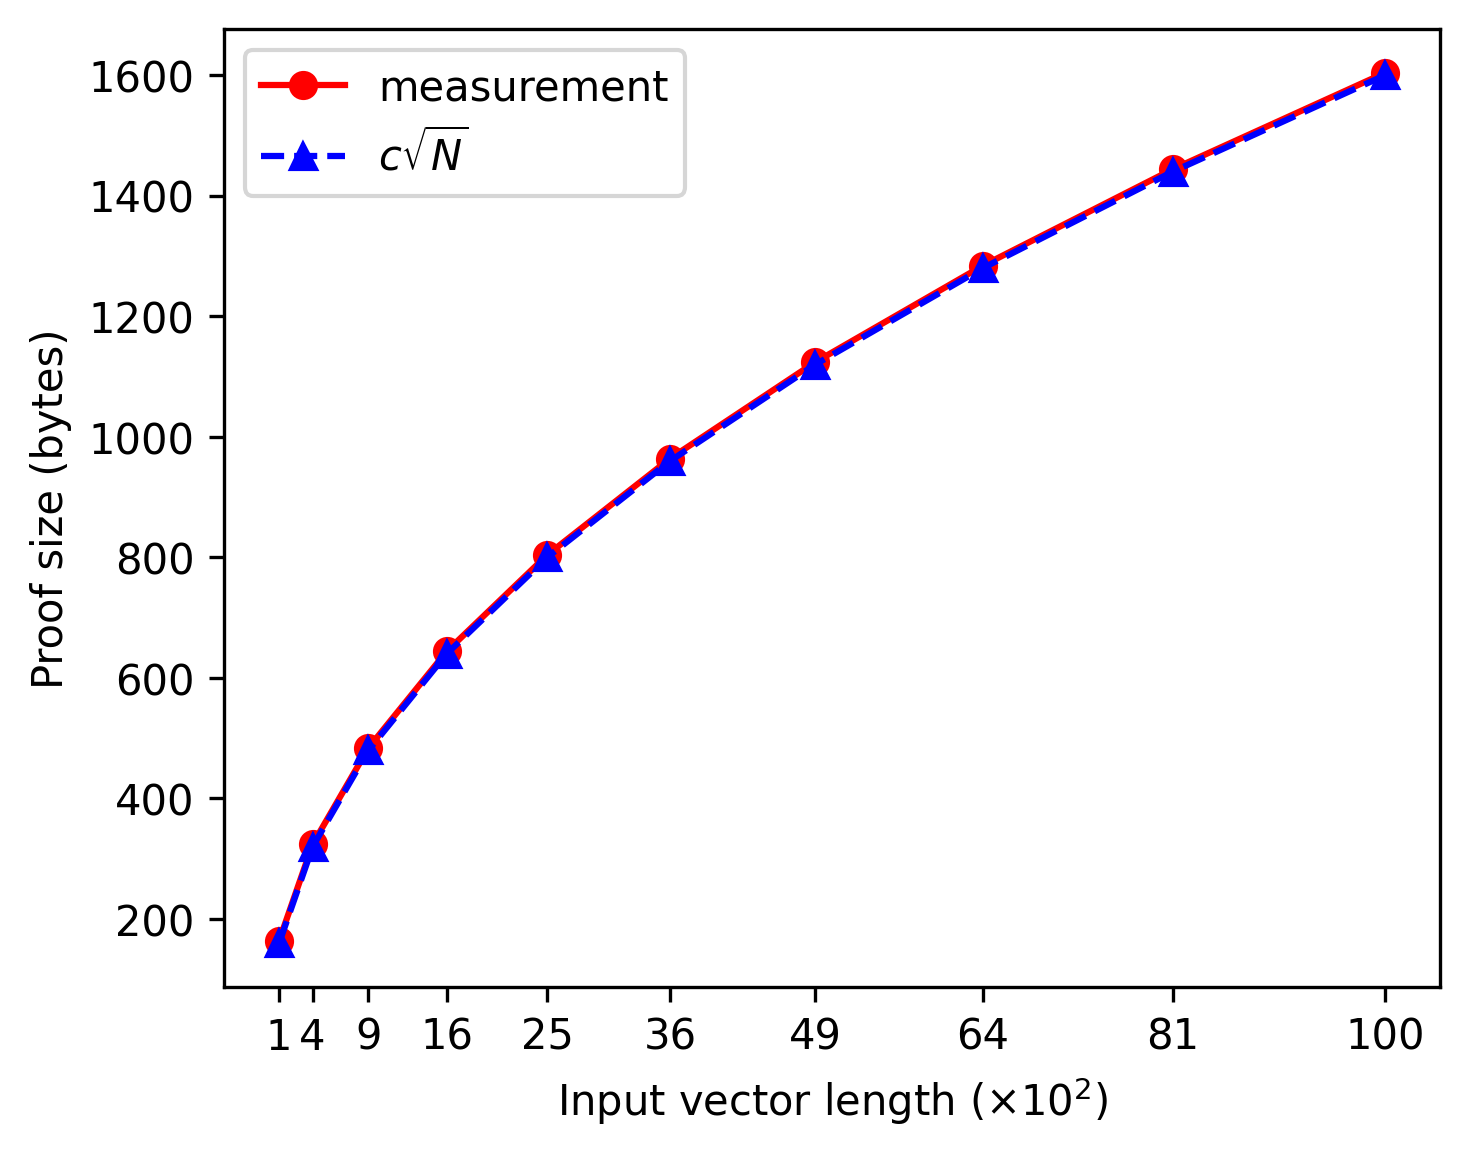 measurement
c√N
Proof size (bytes)
1600
1400
1200
1000
800
600
400
200
1 4 9 16 25 36 49 64 81 100
Input vector length (×10²)